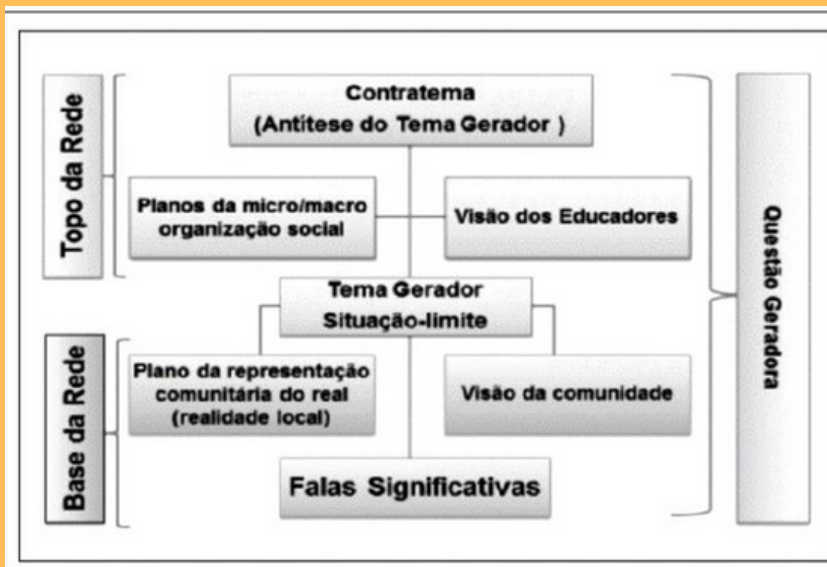 Topo da Rede
Contratema
(Antítese do Tema Gerador )
Planos da micro/macro
organização social
Visão dos Educadores
Tema Gerador
Situação-limite
Base da Rede
Plano da representação
comunitária do real
(realidade local)
Visão da comunidade
Falas Significativas
Questão Geradora